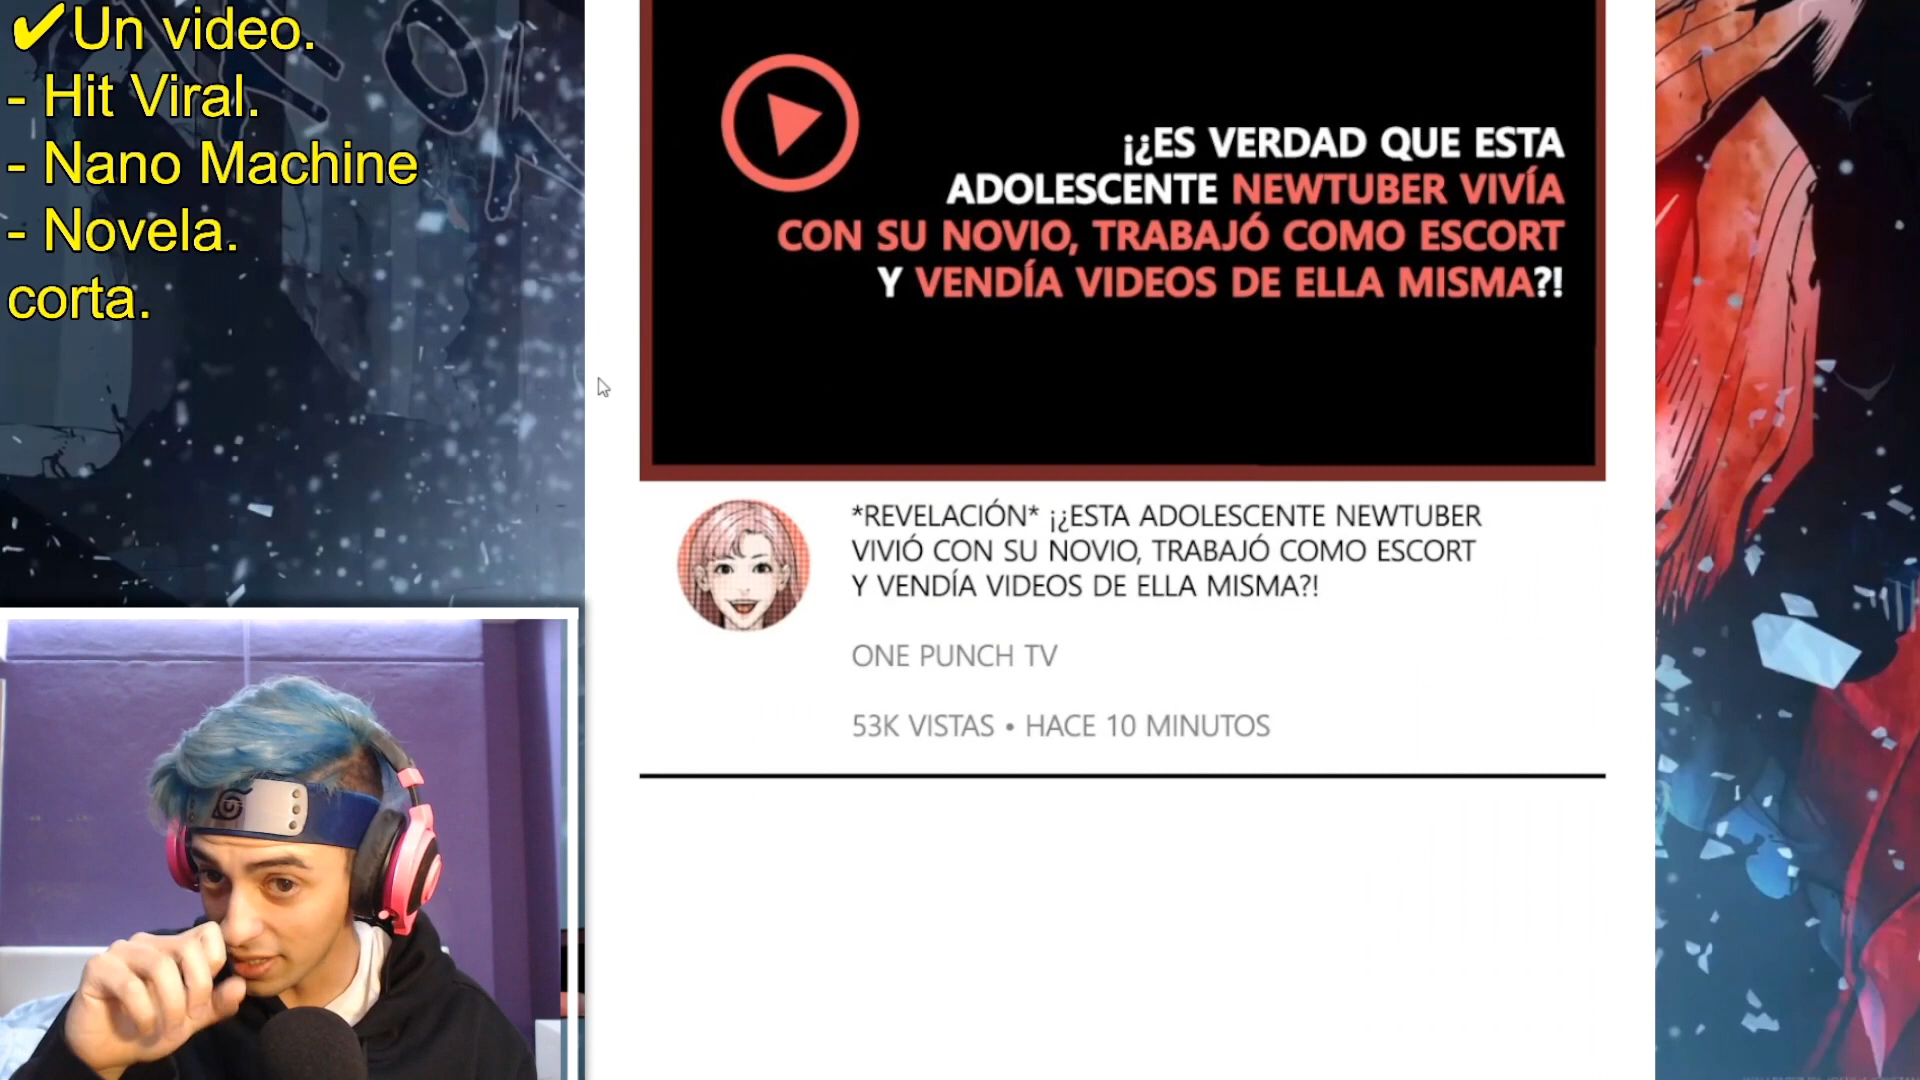 ✔Un video.
- Hit Viral.
- Nano Machine
- Novela.
corta.
¡¿ES VERDAD QUE ESTA
ADOLESCENTE NEWTUBER VIVÍA
CON SU NOVIO, TRABAJÓ COMO ESCORT
Y VENDÍA VIDEOS DE ELLA MISMA?!
*REVELACIÓN* ¡¿ESTA ADOLESCENTE NEWTUBER
VIVIÓ CON SU NOVIO, TRABAJÓ COMO ESCORT
Y VENDÍA VIDEOS DE ELLA MISMA?!
ONE PUNCH TV
53K VISTAS • HACE 10 MINUTOS